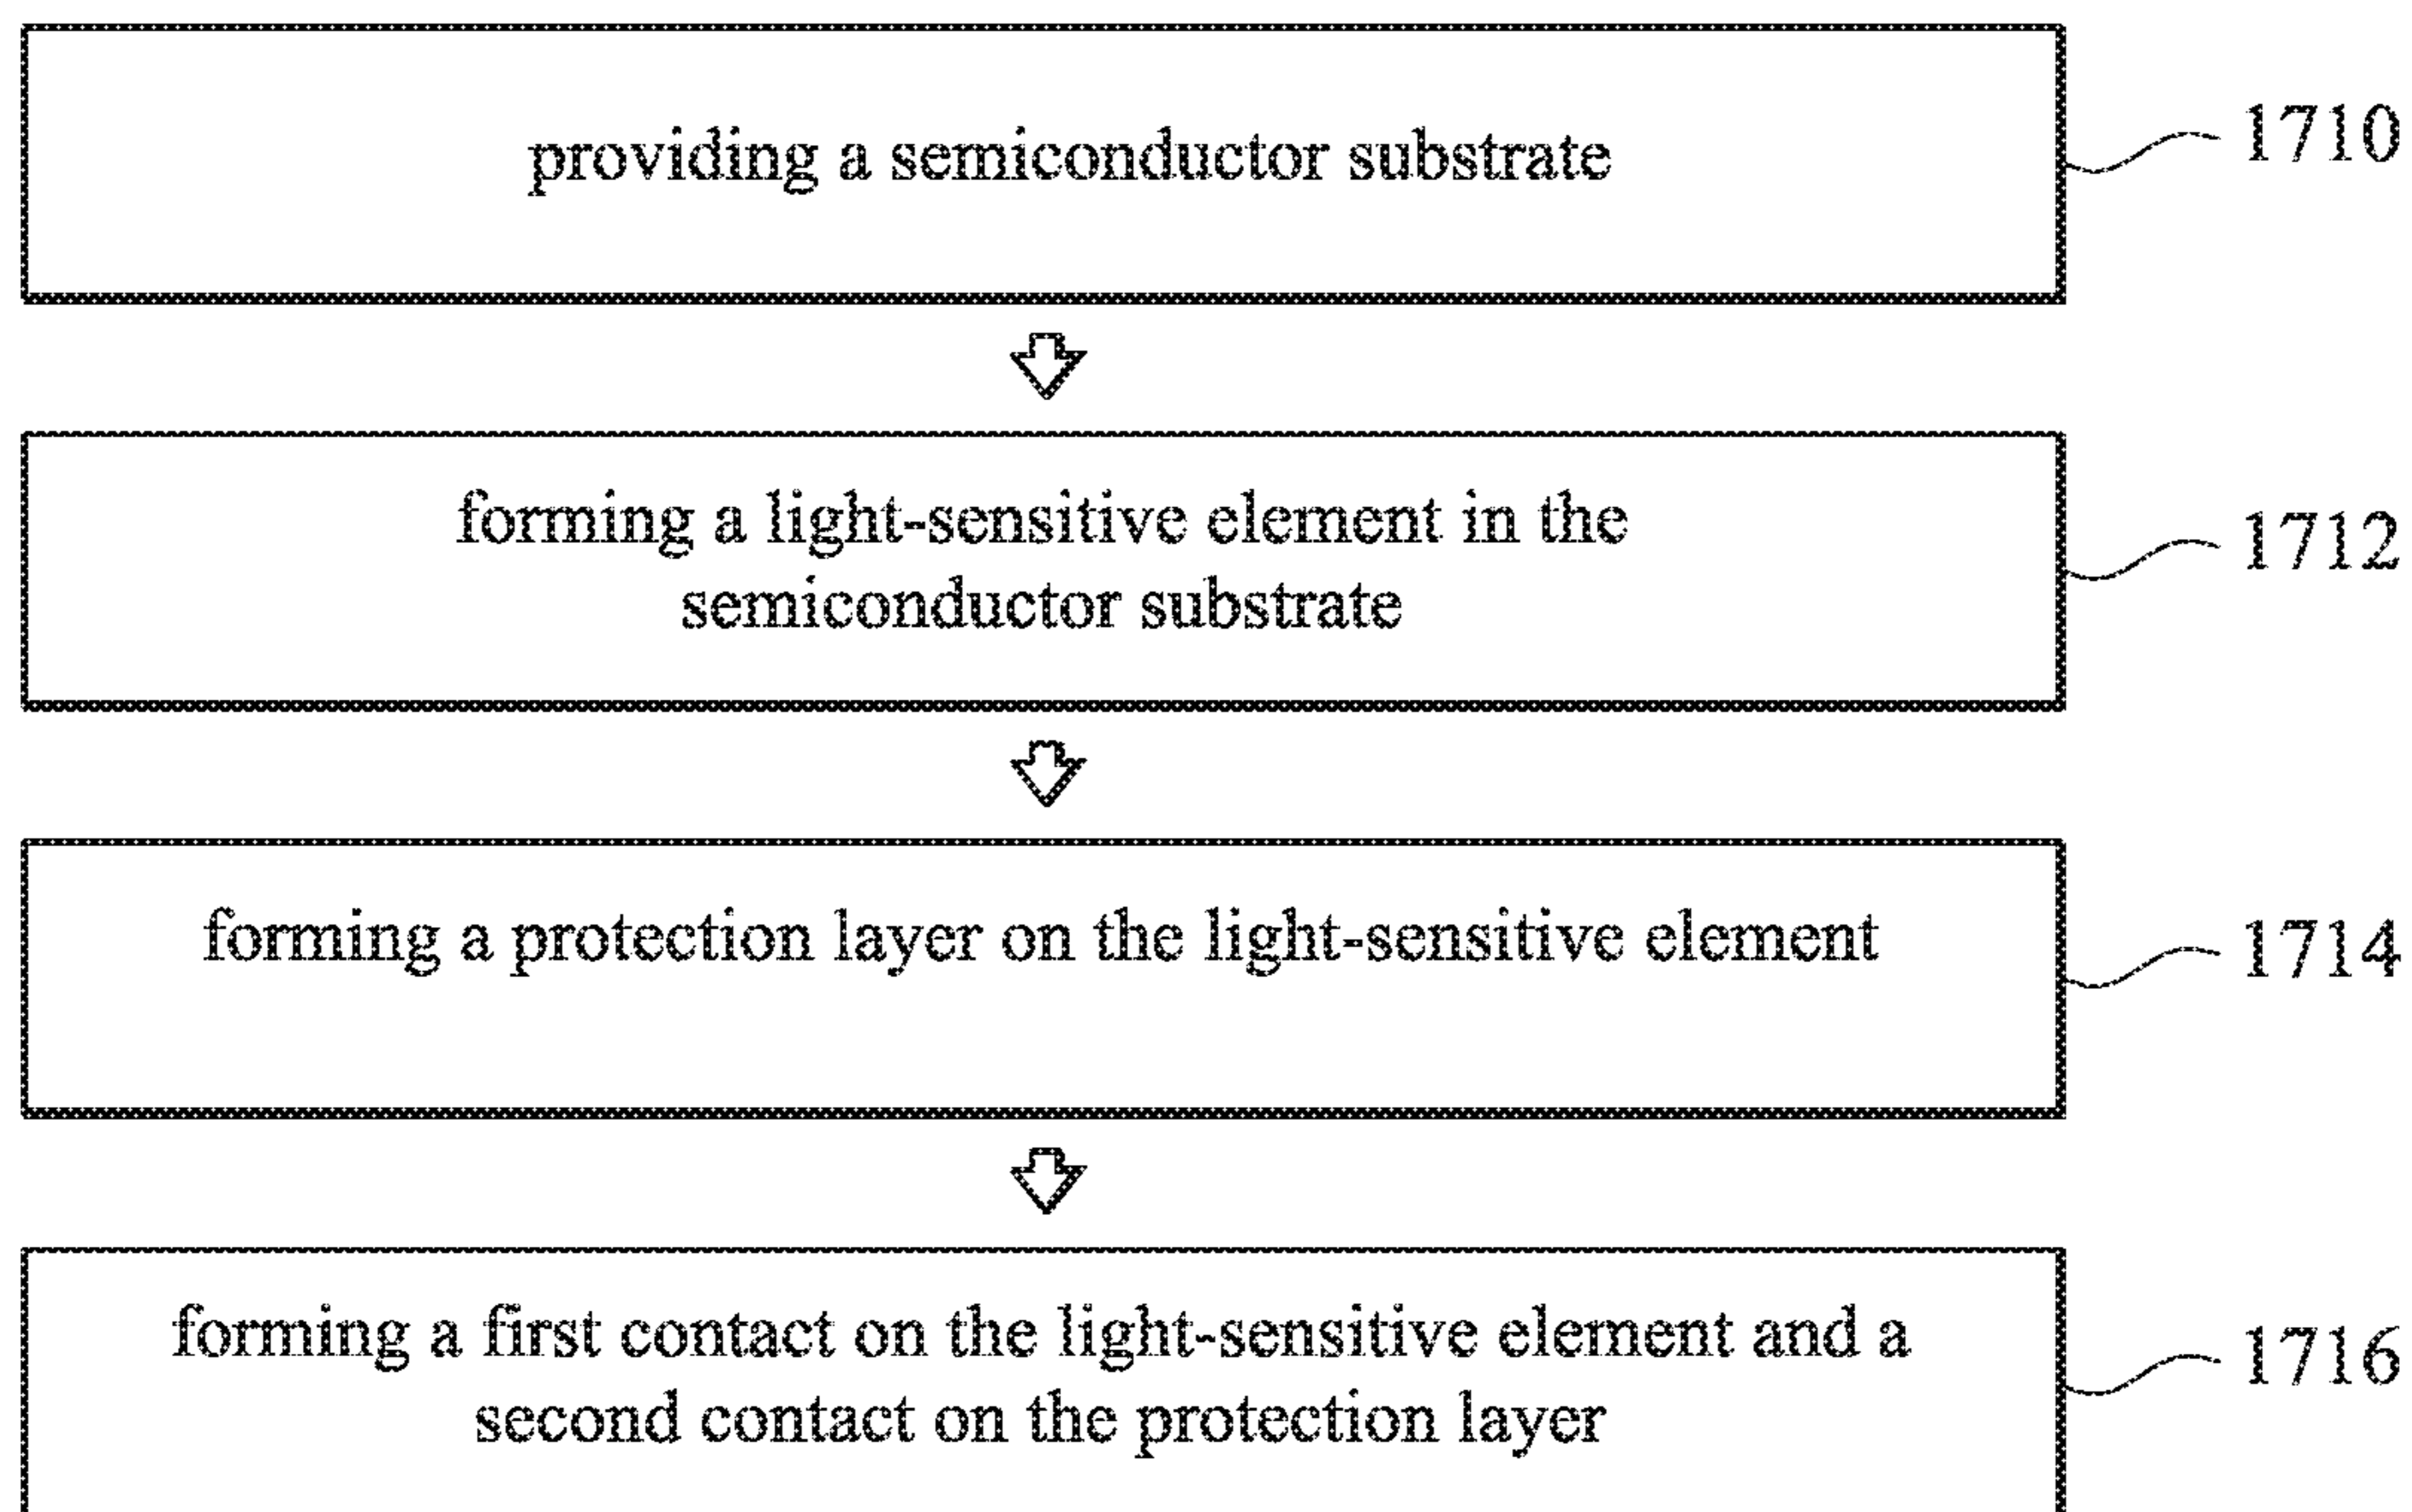 providing a semiconductor substrate
1710
forming a light-sensitive element in the
semiconductor substrate
1712
forming a protection layer on the light-sensitive element
1714
forming a first contact on the light-sensitive element and a
second contact on the protection layer
1716